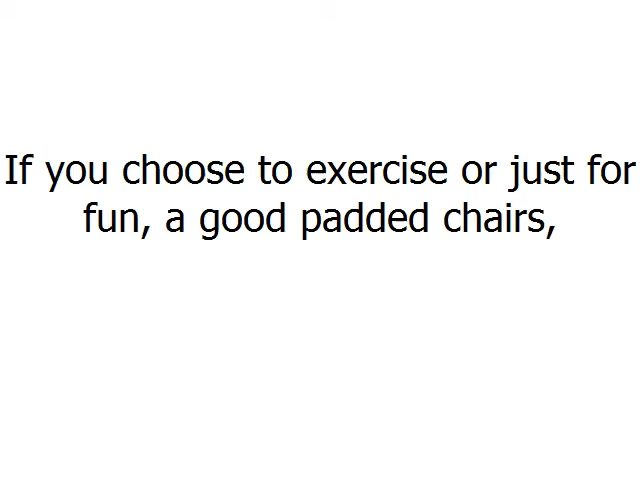 If you choose to exercise or just for
fun, a good padded chairs,